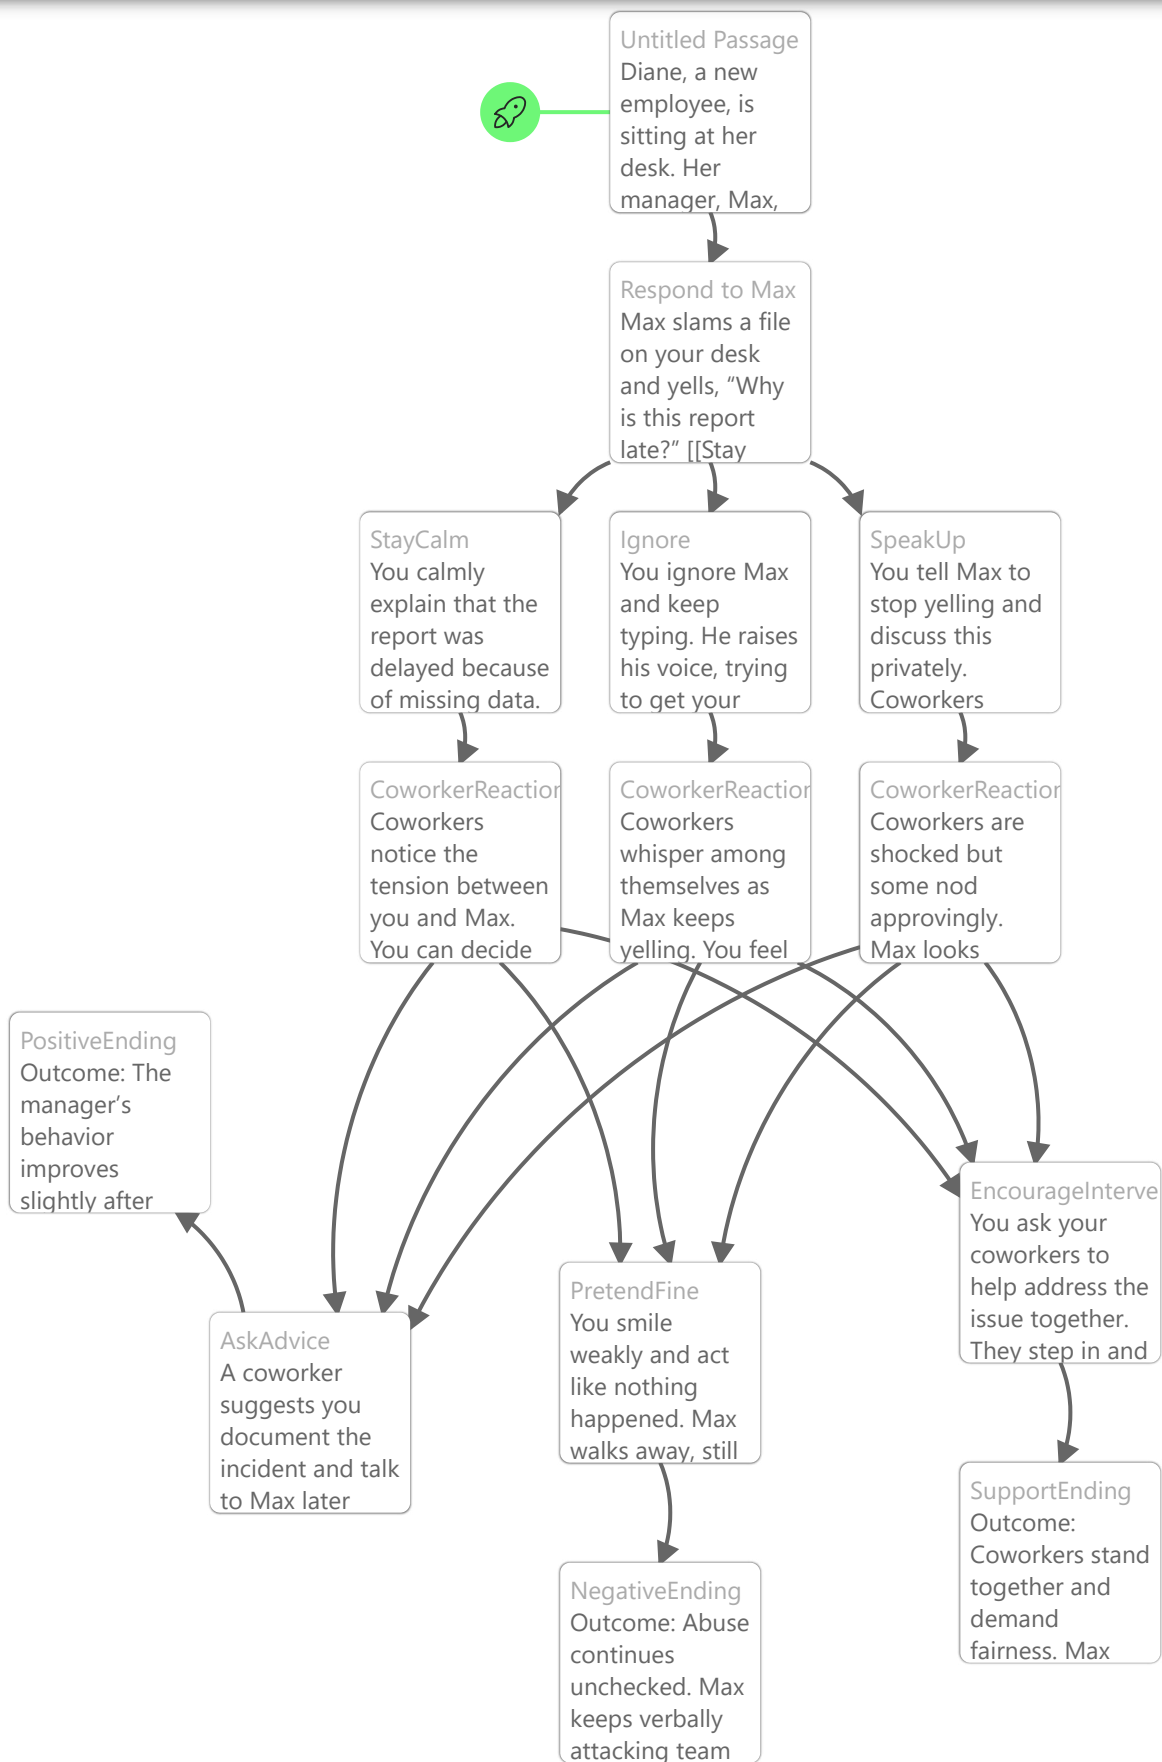 Untitled Passage
Diane, a new
employee, is
sitting at her
desk. Her
manager, Max,
Respond to Max
Max slams a file
on your desk
and yells, “Why
is this report
late?” [[Stay
StayCalm
You calmly
explain that the
report was
delayed because
of missing data.
Ignore
You ignore Max
and keep
typing. He raises
his voice, trying
to get your
SpeakUp
You tell Max to
stop yelling and
discuss this
privately.
Coworkers
CoworkerReaction
Coworkers
notice the
tension between
you and Max.
You can decide
CoworkerReaction
Coworkers
whisper among
themselves as
Max keeps
yelling. You feel
CoworkerReaction
Coworkers are
shocked but
some nod
approvingly.
Max looks
PositiveEnding
Outcome: The
manager’s
behavior
improves
slightly after
AskAdvice
A coworker
suggests you
document the
incident and talk
to Max later
PretendFine
You smile
weakly and act
like nothing
happened. Max
walks away, still
EncourageInterve
You ask your
coworkers to
help address the
issue together.
They step in and
NegativeEnding
Outcome: Abuse
continues
unchecked. Max
keeps verbally
attacking team
SupportEnding
Outcome:
Coworkers stand
together and
demand
fairness. Max